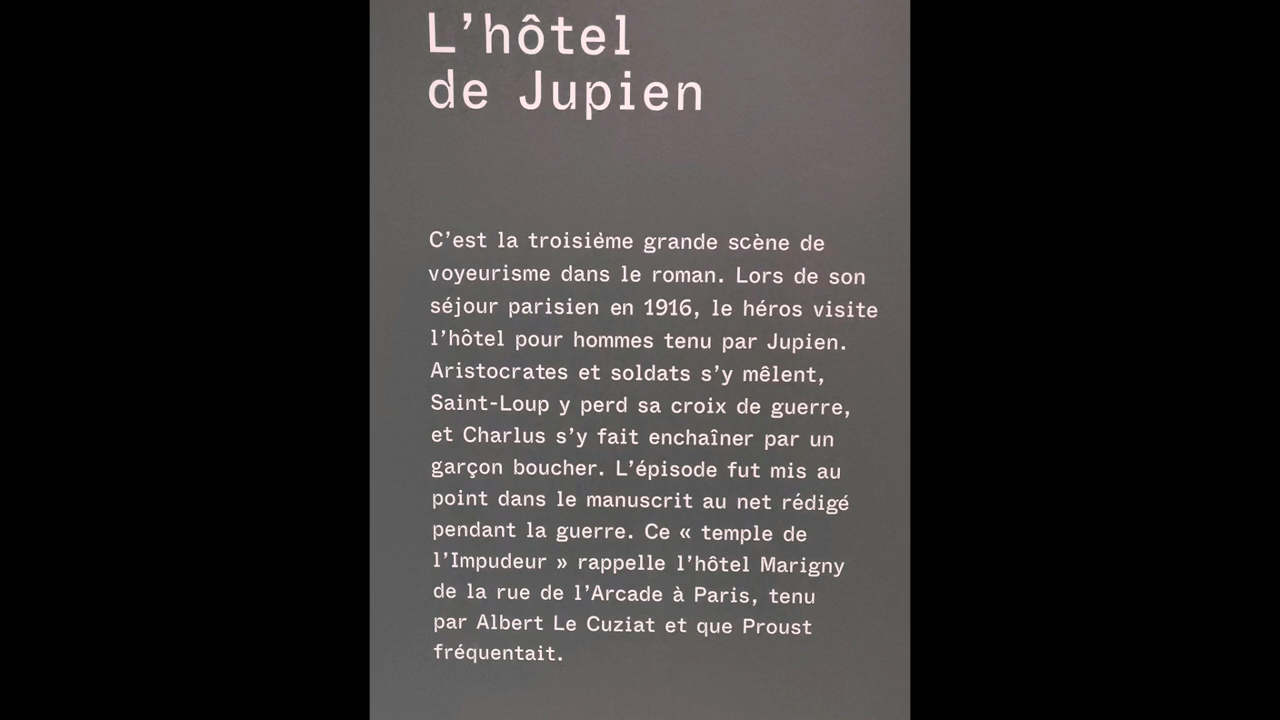 L’hôtel
de Jupien
C’est la troisième grande scène de
voyeurisme dans le roman. Lors de son
séjour parisien en 1916, le héros visite
l’hôtel pour hommes tenu par Jupien.
Aristocrates et soldats s’y mêlent,
Saint-Loup y perd sa croix de guerre,
et Charlus s’y fait enchaîner par un
garçon boucher. L’épisode fut mis au
point dans le manuscrit au net rédigé
pendant la guerre. Ce « temple de
l’Impudeur » rappelle l’hôtel Marigny
de la rue de l’Arcade à Paris, tenu
par Albert Le Cuziat et que Proust
fréquentait.